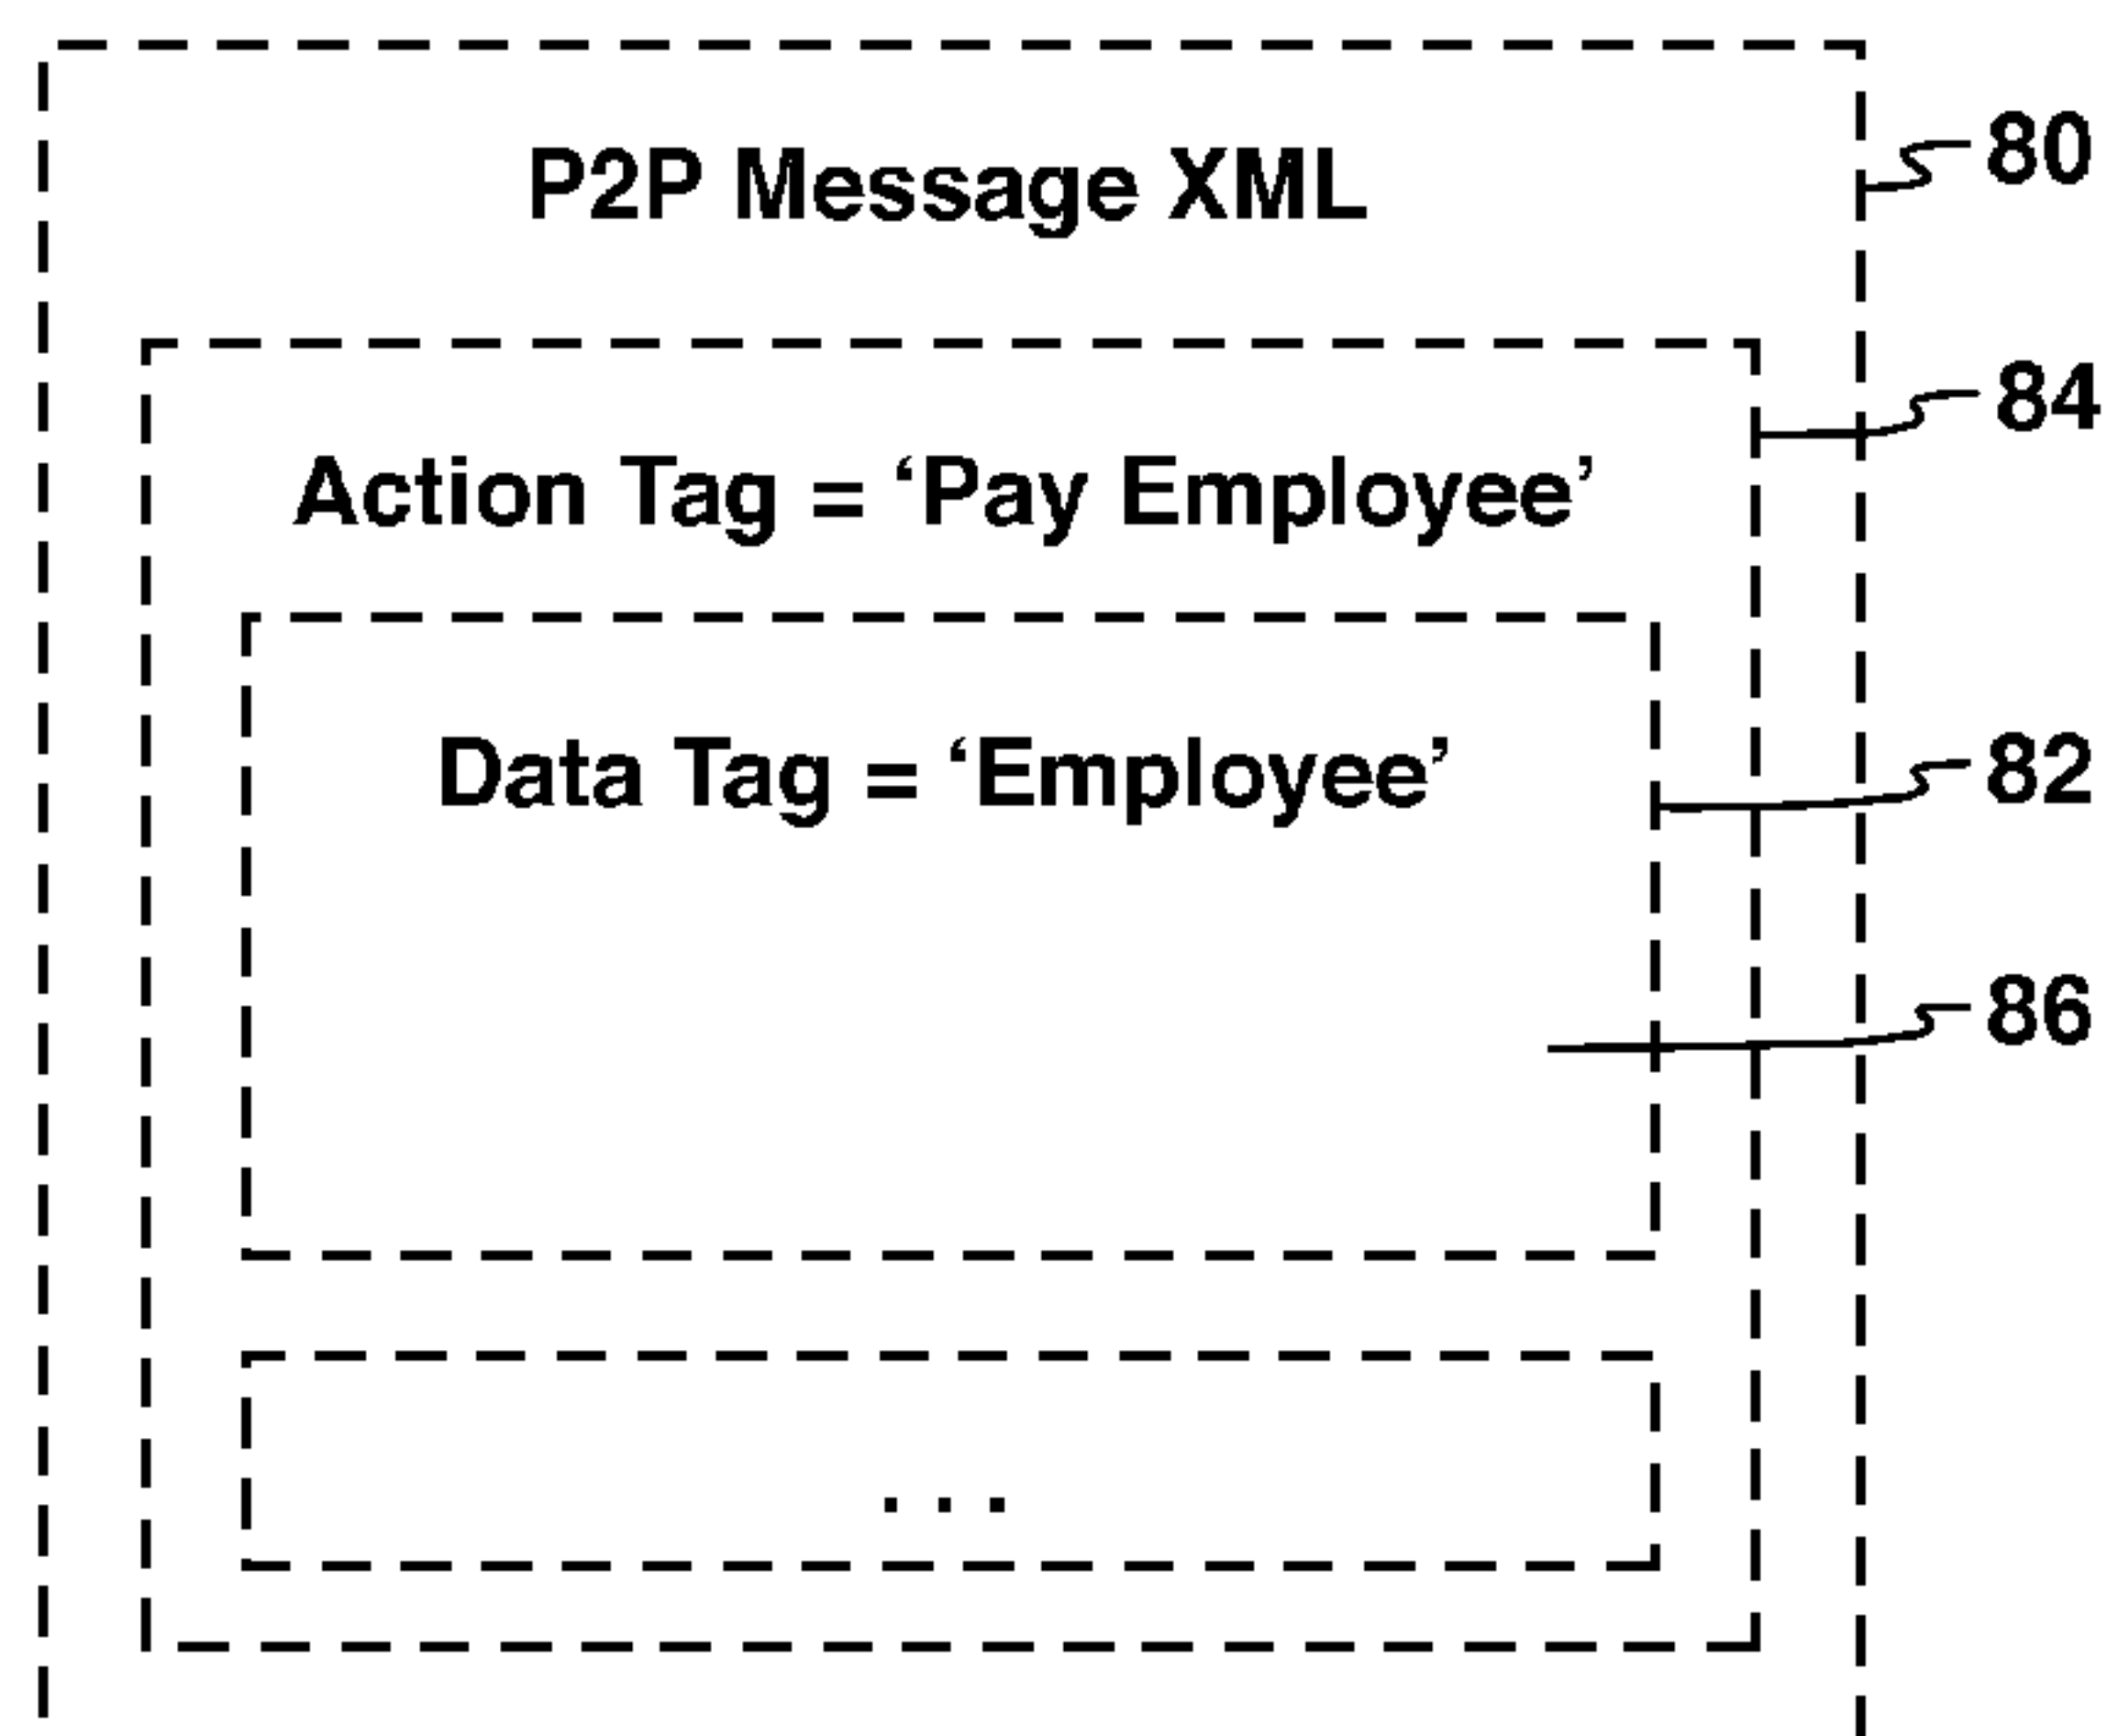 P2P Message XML
80
84
Action Tag = ‘Pay Employee’
Data Tag = ‘Employee’
82
86
. . .